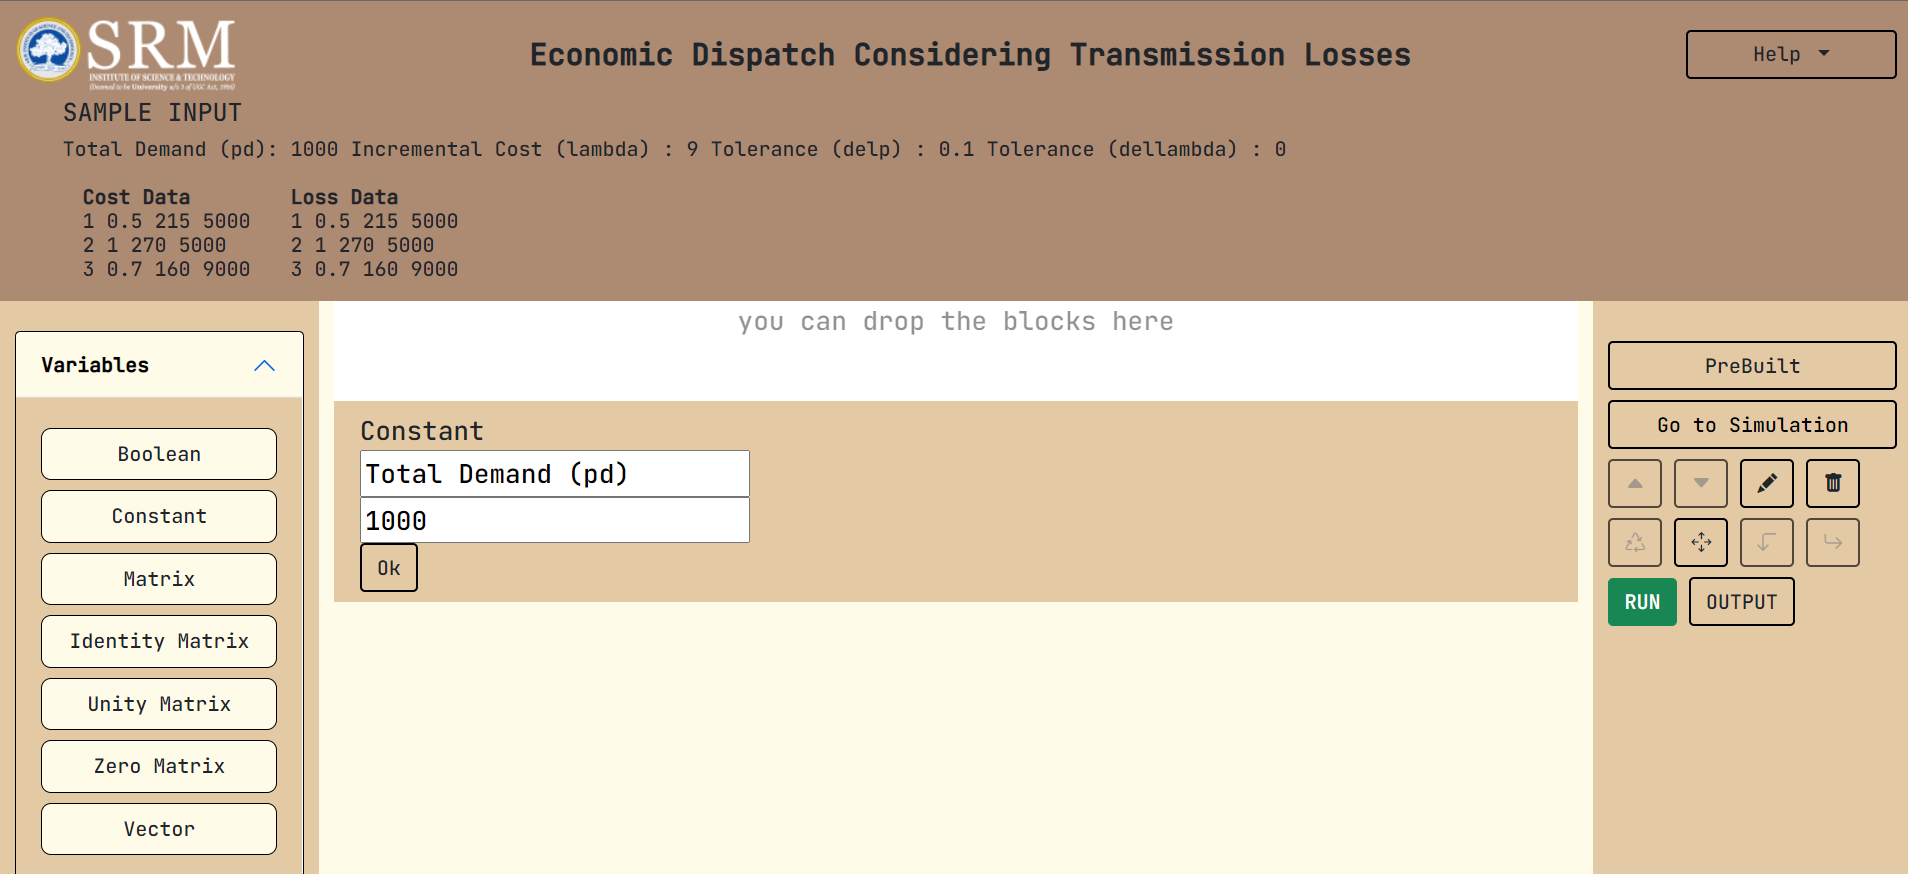 SRM
INSTITUTE OF SCIENCE & TECHNOLOGY
(Deemed to be University u/s 3 of UGC Act, 1956)
Economic Dispatch Considering Transmission Losses
Help
SAMPLE INPUT
Total Demand (pd): 1000 Incremental Cost (lambda) : 9 Tolerance (delp) : 0.1 Tolerance (dellambda) : 0
Cost Data
1 0.5 215 5000
2 1 270 5000
3 0.7 160 9000
Loss Data
1 0.5 215 5000
2 1 270 5000
3 0.7 160 9000
Variables
Boolean
Constant
Matrix
Identity Matrix
Unity Matrix
Zero Matrix
Vector
you can drop the blocks here
Constant
Total Demand (pd)
1000
Ok
PreBuilt
Go to Simulation
RUN
OUTPUT